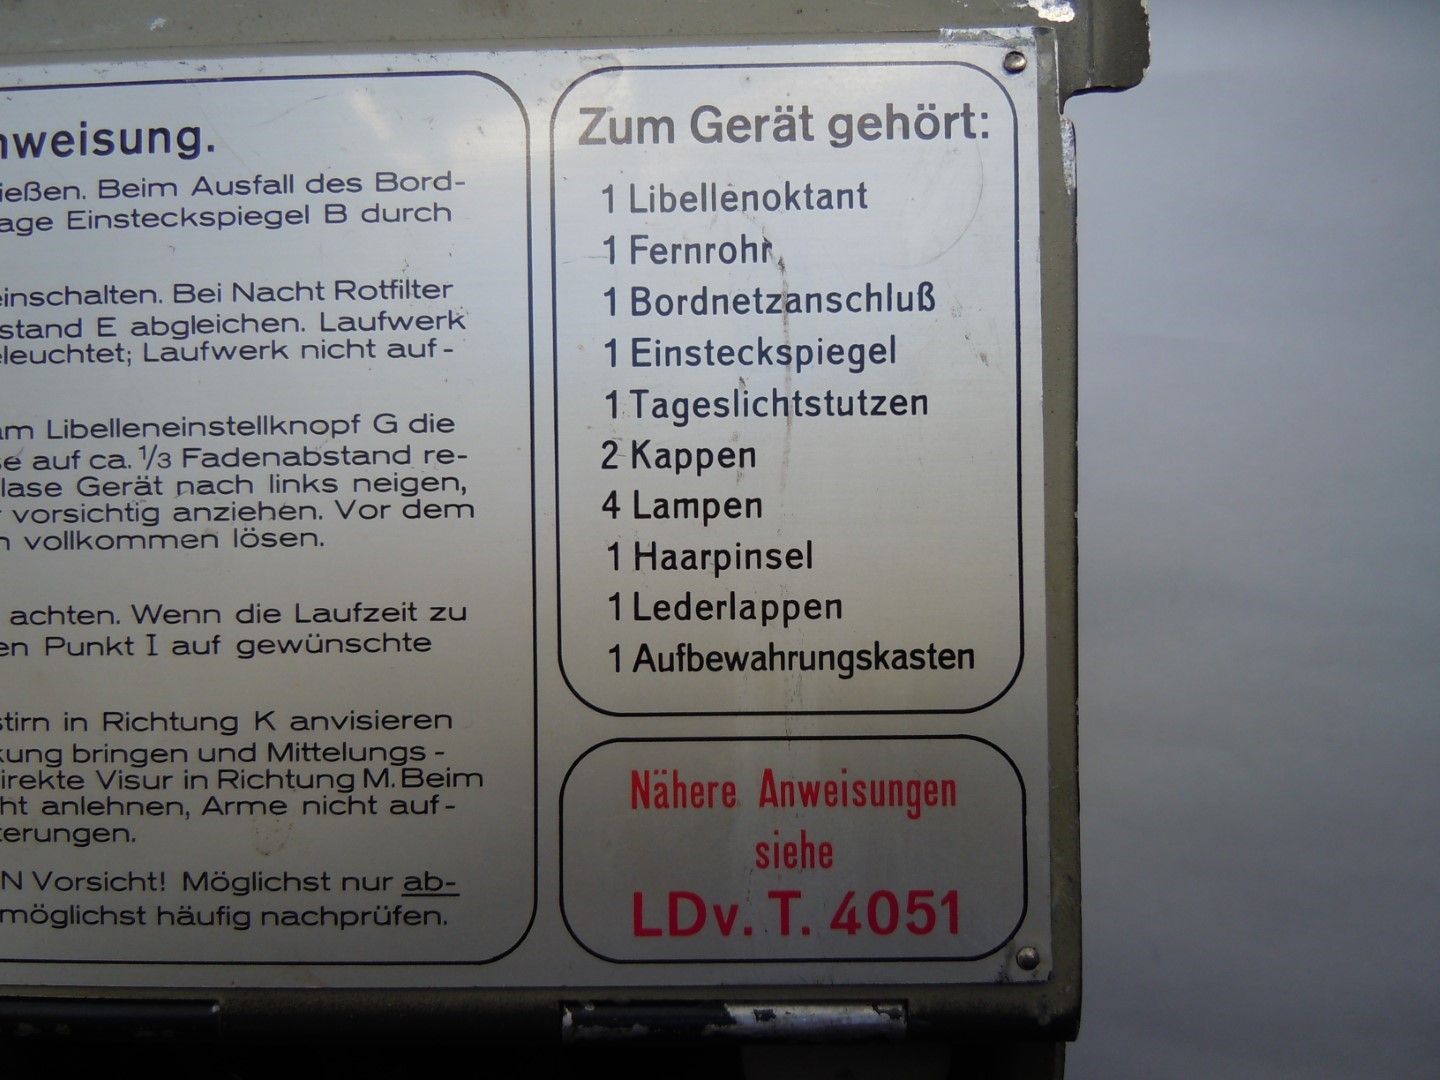 nweisung.
ießen. Beim Ausfall des Bord-
age Einsteckspiegel B durch
einschalten. Bei Nacht Rotfilter
stand E abgleichen. Laufwerk
eleuchtet; Laufwerk nicht auf-
am Libelleneinstellknopf G die
se auf ca. 1/3 Fadenabstand re-
lase Gerät nach links neigen,
r vorsichtig anziehen. Vor dem
n vollkommen lösen.
achten. Wenn die Laufzeit zu
en Punkt I auf gewünschte
stirn in Richtung K anvisieren
kung bringen und Mittelungs-
direkte Visur in Richtung M. Beim
cht anlehnen, Arme nicht auf-
terungen.
N Vorsicht! Möglichst nur ab-
möglichst häufig nachprüfen.
Zum Gerät gehört:
1 Libellenoktant
1 Fernrohr
1 Bordnetzanschluß
1 Einsteckspiegel
1 Tageslichtstutzen
2 Kappen
4 Lampen
1 Haarpinsel
1 Lederlappen
1 Aufbewahrungskasten
Nähere Anweisungen
siehe
LDv. T. 4051